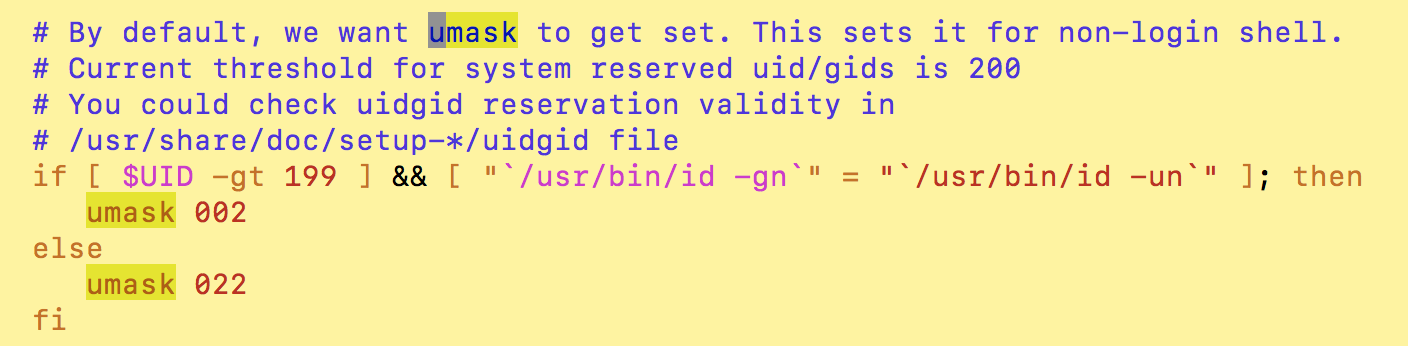 # By default, we want umask to get set. This sets it for non-login shell.
# Current threshold for system reserved uid/gids is 200
# You could check uidgid reservation validity in
# /usr/share/doc/setup-*/uidgid file
if [ $UID -gt 199 ] && [ "`/usr/bin/id -gn`" = "`/usr/bin/id -un`" ]; then
   umask 002
else
   umask 022
fi